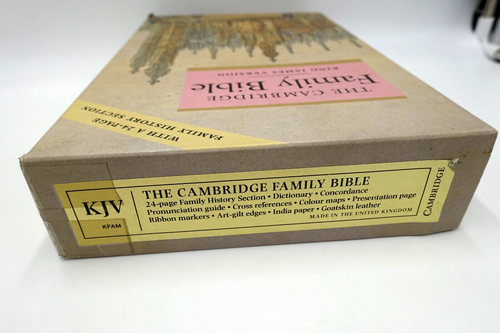 THE CAMBRIDGE
Family Bible
KING JAMES VERSION
WITH A 24-PAGE
FAMILY HISTORY SECTION
KJV
KFAM
THE CAMBRIDGE FAMILY BIBLE
24-page Family History Section • Dictionary • Concordance
Pronunciation guide • Cross references • Colour maps • Presentation page
Ribbon markers • Art-gilt edges • India paper • Goatskin leather
MADE IN THE UNITED KINGDOM
CAMBRIDGE